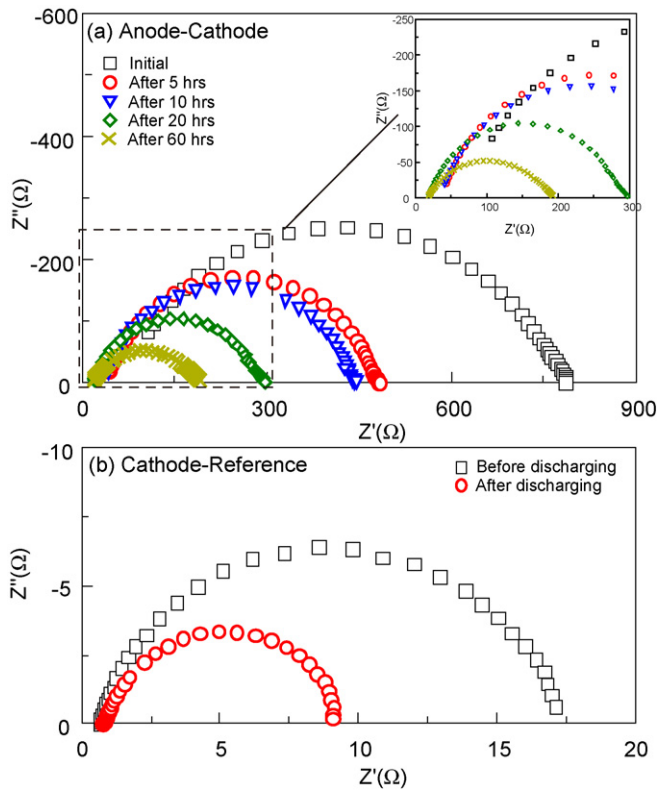 (a) Anode-Cathode
Initial
After 5 hrs
After 10 hrs
After 20 hrs
After 60 hrs
-600
-400
-200
0
Z''(Ω)
0
300
600
900
Z'(Ω)
-250
-200
-150
-100
-50
0
Z''(Ω)
0
100
200
300
Z'(Ω)
(b) Cathode-Reference
Before discharging
After discharging
-10
-5
0
Z''(Ω)
0
5
10
15
20
Z'(Ω)